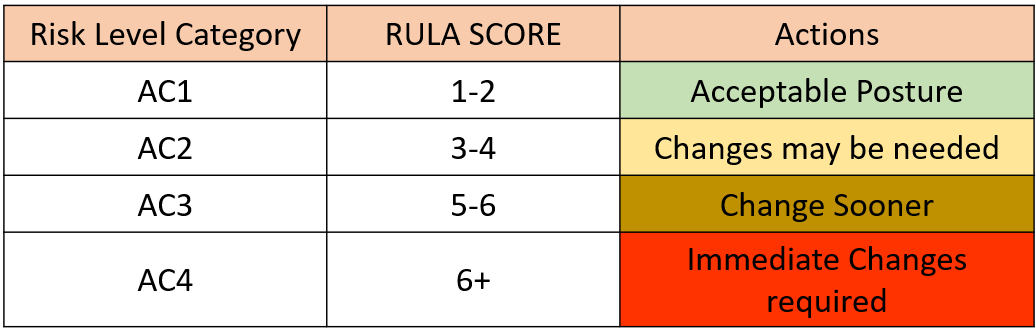 Risk Level Category RULA SCORE Actions
AC1 1-2 Acceptable Posture
AC2 3-4 Changes may be needed
AC3 5-6 Change Sooner
AC4 6+ Immediate Changes
required